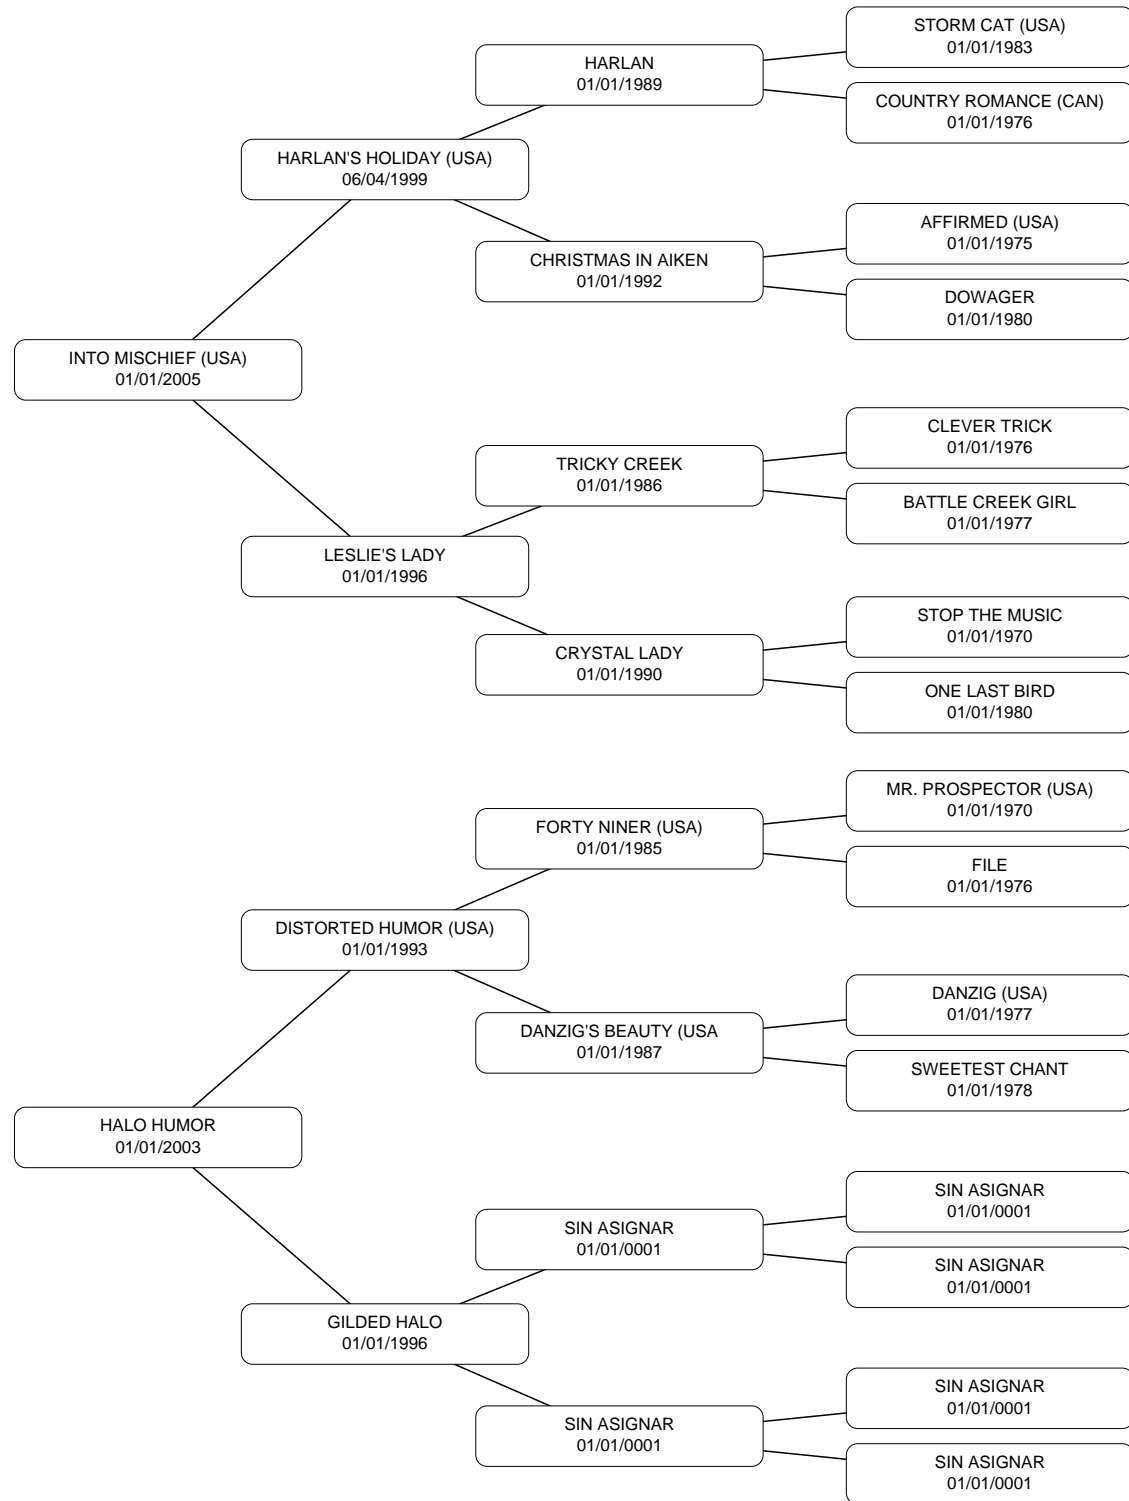 STORM CAT (USA)
01/01/1983
HARLAN
01/01/1989
COUNTRY ROMANCE (CAN)
01/01/1976
HARLAN'S HOLIDAY (USA)
06/04/1999
AFFIRMED (USA)
01/01/1975
CHRISTMAS IN AIKEN
01/01/1992
DOWAGER
01/01/1980
INTO MISCHIEF (USA)
01/01/2005
CLEVER TRICK
01/01/1976
TRICKY CREEK
01/01/1986
BATTLE CREEK GIRL
01/01/1977
LESLIE'S LADY
01/01/1996
STOP THE MUSIC
01/01/1970
CRYSTAL LADY
01/01/1990
ONE LAST BIRD
01/01/1980
MR. PROSPECTOR (USA)
01/01/1970
FORTY NINER (USA)
01/01/1985
FILE
01/01/1976
DISTORTED HUMOR (USA)
01/01/1993
DANZIG (USA)
01/01/1977
DANZIG'S BEAUTY (USA
01/01/1987
SWEETEST CHANT
01/01/1978
HALO HUMOR
01/01/2003
SIN ASIGNAR
01/01/0001
SIN ASIGNAR
01/01/0001
SIN ASIGNAR
01/01/0001
GILDED HALO
01/01/1996
SIN ASIGNAR
01/01/0001
SIN ASIGNAR
01/01/0001
SIN ASIGNAR
01/01/0001